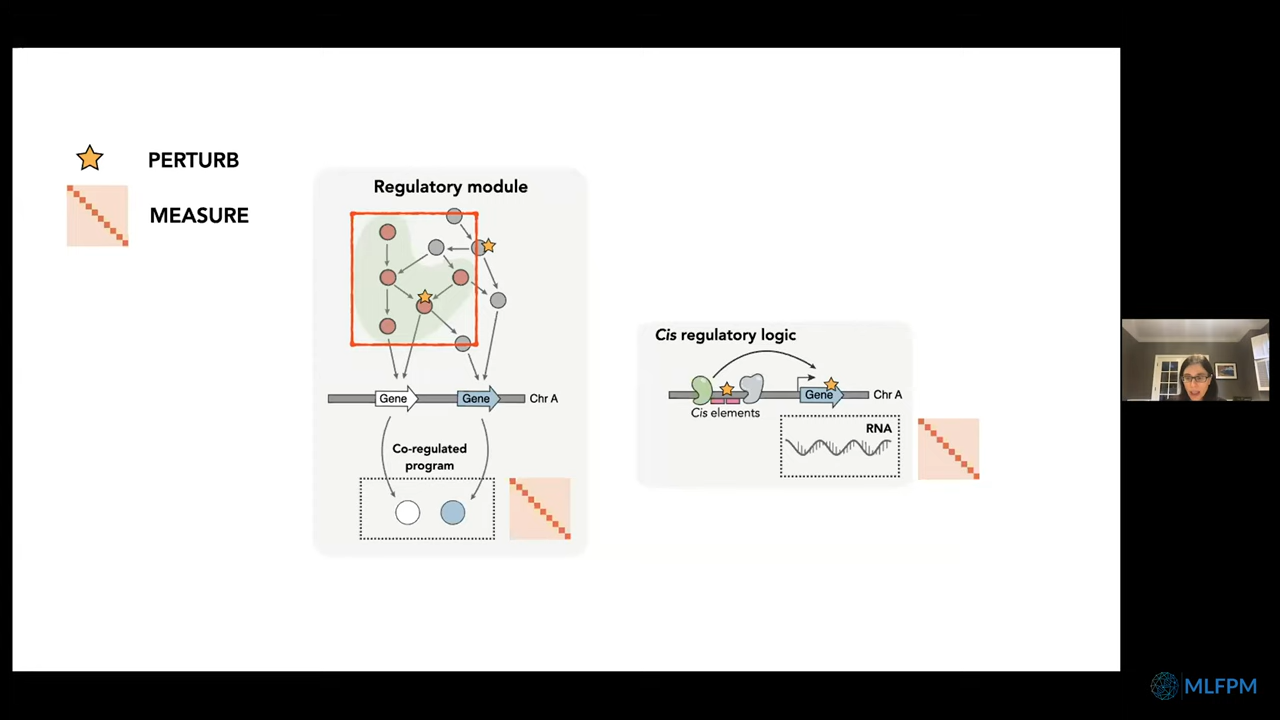 PERTURB
MEASURE
Regulatory module
Gene
Gene
Chr A
Co-regulated
program
Cis regulatory logic
Gene
Chr A
Cis elements
RNA
MLFPM